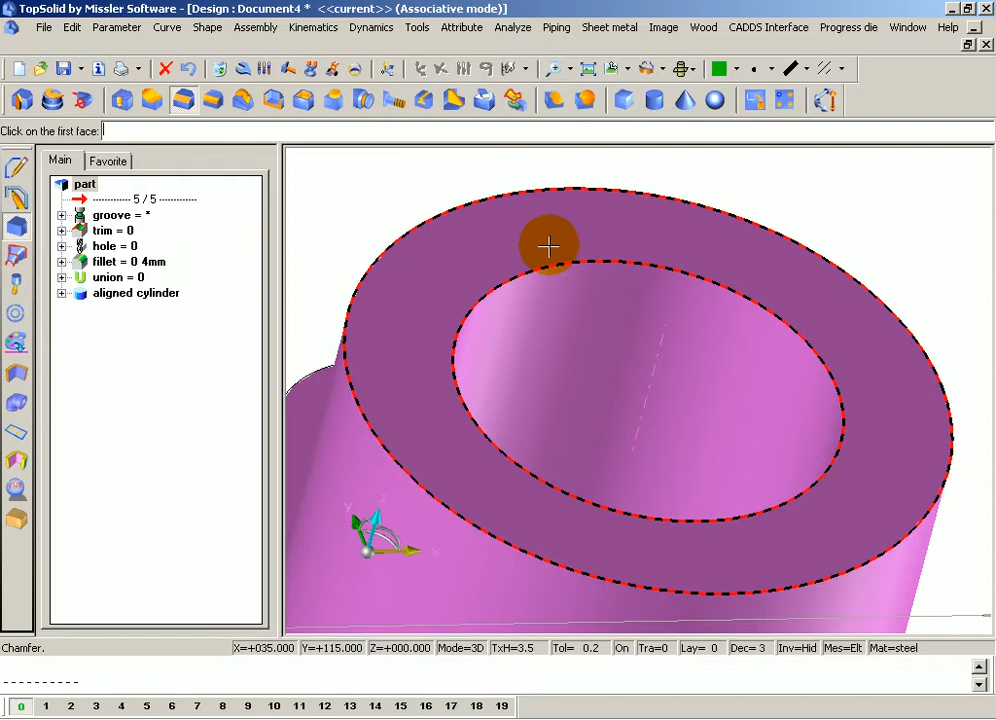 TopSolid by Missler Software - [Design : Document4 * <<current>> (Associative mode)]
File Edit Parameter Curve Shape Assembly Kinematics Dynamics Tools Attribute Analyze Piping Sheet metal Image Wood CADDS Interface Progress die Window Help
Click on the first face:
Main Favorite
part
------------ 5 / 5 ------------
groove = *
trim = 0
hole = 0
fillet = 0 4mm
union = 0
aligned cylinder
y z x
Chamfer. X=+035.000 Y=+115.000 Z=+000.000 Mode=3D TxH=3.5 Tol= 0.2 On Tra=0 Lay= 0 Dec= 3 Inv=Hid Mes=Elt Mat=steel
----------
0 1 2 3 4 5 6 7 8 9 10 11 12 13 14 15 16 17 18 19